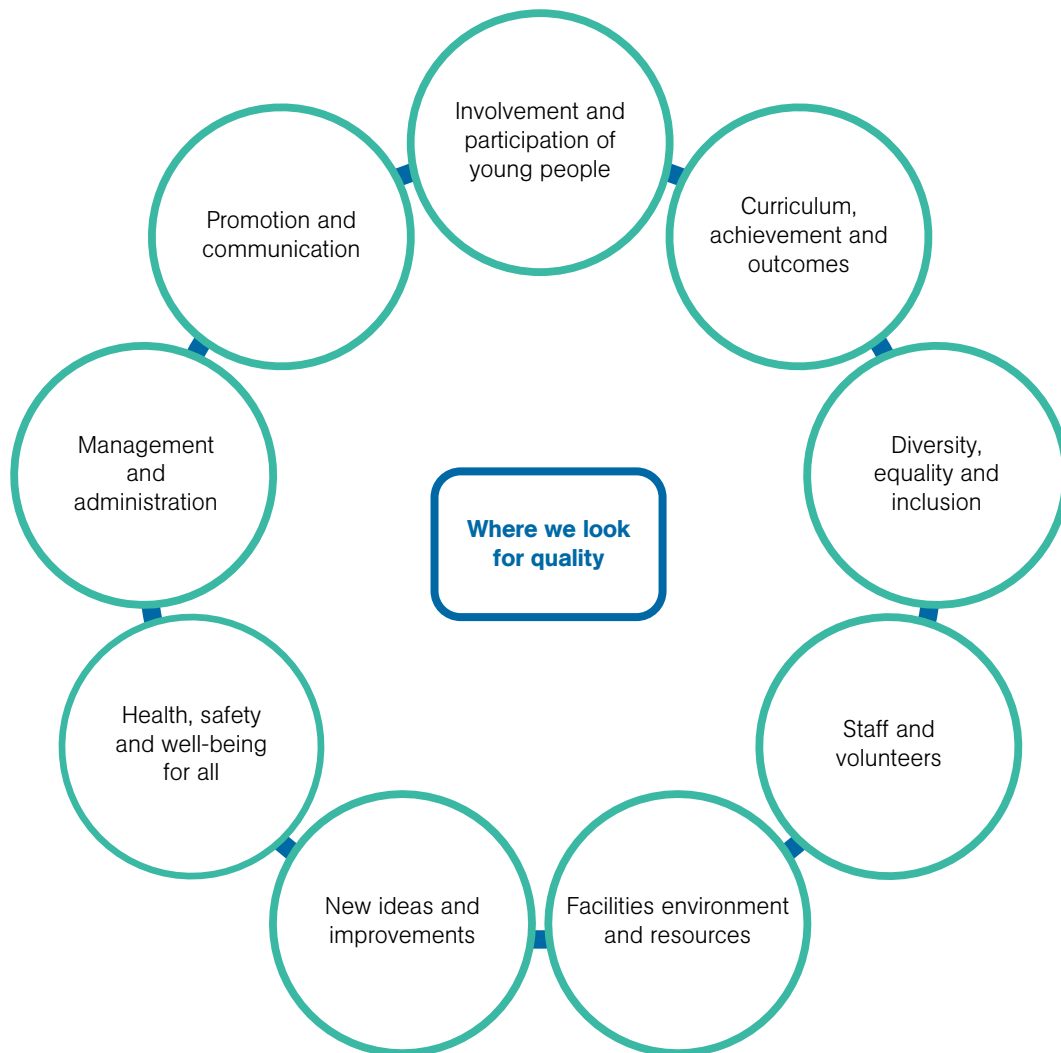 Involvement and
participation of
young people
Curriculum,
achievement and
outcomes
Diversity,
equality and
inclusion
Staff and
volunteers
Facilities environment
and resources
New ideas and
improvements
Health, safety
and well-being
for all
Management
and
administration
Promotion and
communication
Where we look
for quality